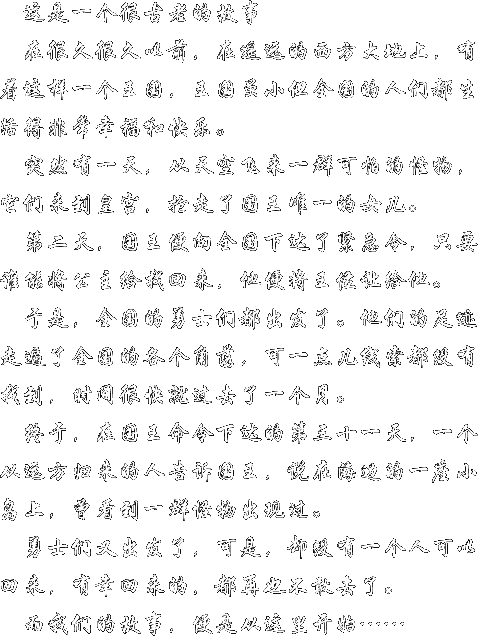 这是一个很古老的故事
在很久很久以前，在遥远的西方大地上，有
着这样一个王国，王国虽小但全国的人们都生
活得非常幸福和快乐。
突然有一天，从天空飞来一群可怕的怪物，
它们来到皇宫，抢走了国王唯一的女儿。
第二天，国王便向全国下达了紧急令，只要
谁能将公主给找回来，他便将王位让给他。
于是，全国的勇士们都出发了。他们的足迹
走遍了全国的各个角落，可一点儿线索都没有
找到，时间很快就过去了一个月。
终于，在国王命令下达的第三十一天，一个
从远方归来的人告诉国王，说在海边的一座小
岛上，曾看到一群怪物出现过。
勇士们又出发了，可是，却没有一个人可以
回来，有幸回来的，都再也不敢去了。
而我们的故事，便是从这里开始……